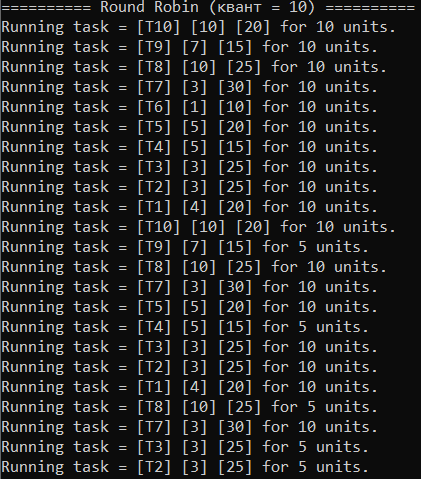 ========== Round Robin (квант = 10) ==========
Running task = [T10] [10] [20] for 10 units.
Running task = [T9] [7] [15] for 10 units.
Running task = [T8] [10] [25] for 10 units.
Running task = [T7] [3] [30] for 10 units.
Running task = [T6] [1] [10] for 10 units.
Running task = [T5] [5] [20] for 10 units.
Running task = [T4] [5] [15] for 10 units.
Running task = [T3] [3] [25] for 10 units.
Running task = [T2] [3] [25] for 10 units.
Running task = [T1] [4] [20] for 10 units.
Running task = [T10] [10] [20] for 10 units.
Running task = [T9] [7] [15] for 5 units.
Running task = [T8] [10] [25] for 10 units.
Running task = [T7] [3] [30] for 10 units.
Running task = [T5] [5] [20] for 10 units.
Running task = [T4] [5] [15] for 5 units.
Running task = [T3] [3] [25] for 10 units.
Running task = [T2] [3] [25] for 10 units.
Running task = [T1] [4] [20] for 10 units.
Running task = [T8] [10] [25] for 5 units.
Running task = [T7] [3] [30] for 10 units.
Running task = [T3] [3] [25] for 5 units.
Running task = [T2] [3] [25] for 5 units.